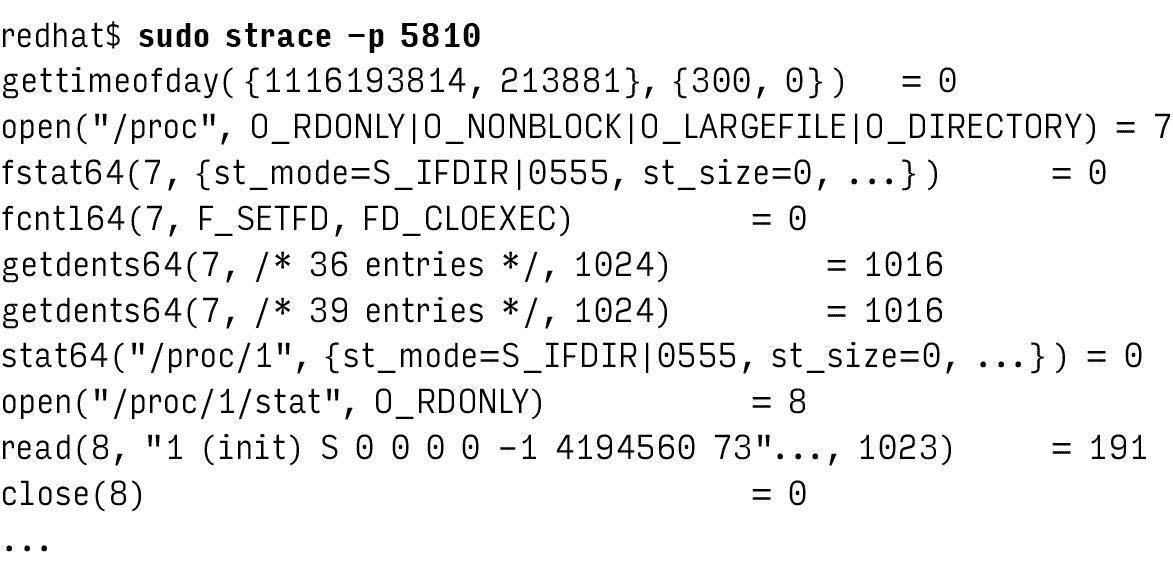 redhat$ sudo strace -p 5810
gettimeofday( {1116193814, 213881}, {300, 0} ) = 0
open("/proc", O_RDONLY|O_NONBLOCK|O_LARGEFILE|O_DIRECTORY) = 7
fstat64(7, {st_mode=S_IFDIR|0555, st_size=0, ...} ) = 0
fcntl64(7, F_SETFD, FD_CLOEXEC) = 0
getdents64(7, /* 36 entries */, 1024) = 1016
getdents64(7, /* 39 entries */, 1024) = 1016
stat64("/proc/1", {st_mode=S_IFDIR|0555, st_size=0, ...} ) = 0
open("/proc/1/stat", O_RDONLY) = 8
read(8, "1 (init) S 0 0 0 0 -1 4194560 73"..., 1023) = 191
close(8) = 0
...